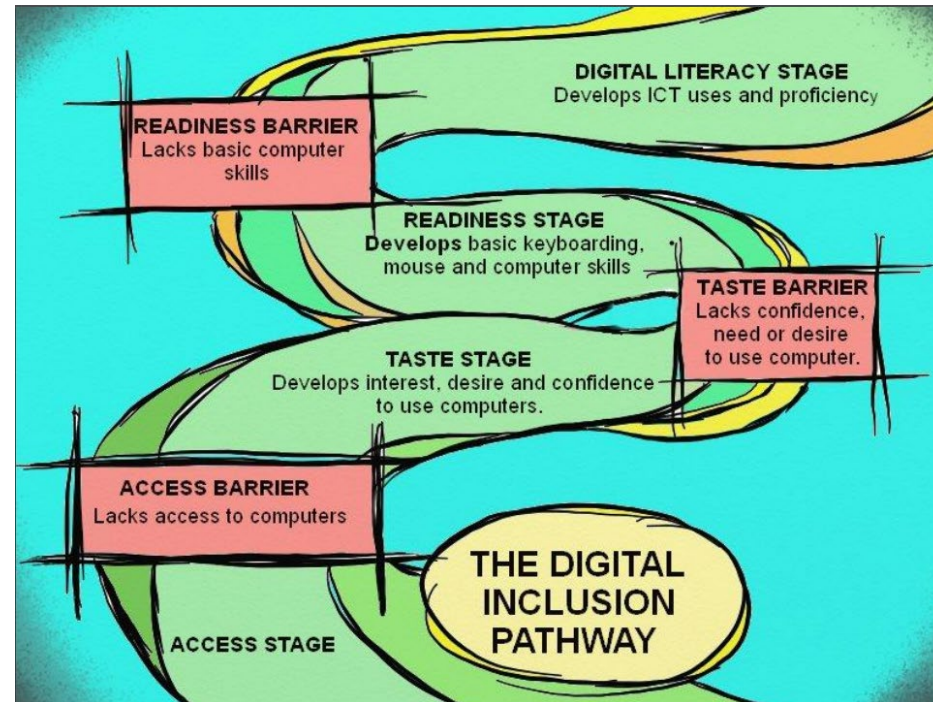 DIGITAL LITERACY STAGE
Develops ICT uses and proficiency
READINESS BARRIER
Lacks basic computer
skills
READINESS STAGE
Develops basic keyboarding,
mouse and computer skills
TASTE BARRIER
Lacks confidence,
need or desire
to use computer.
TASTE STAGE
Develops interest, desire and confidence
to use computers.
ACCESS BARRIER
Lacks access to computers
THE DIGITAL
INCLUSION
PATHWAY
ACCESS STAGE